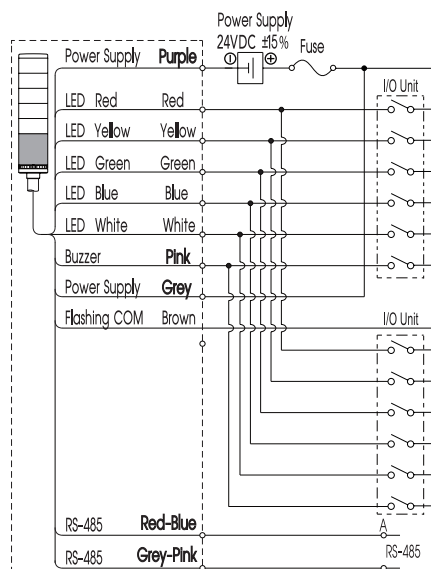 Power Supply
24VDC ±15%
Fuse
⊖ ⊕
Power Supply Purple
I/O Unit
LED Red Red
LED Yellow Yellow
LED Green Green
LED Blue Blue
LED White White
Buzzer Pink
Power Supply Grey
Flashing COM Brown
I/O Unit
RS-485 Red-Blue A
RS-485 Grey-Pink RS-485